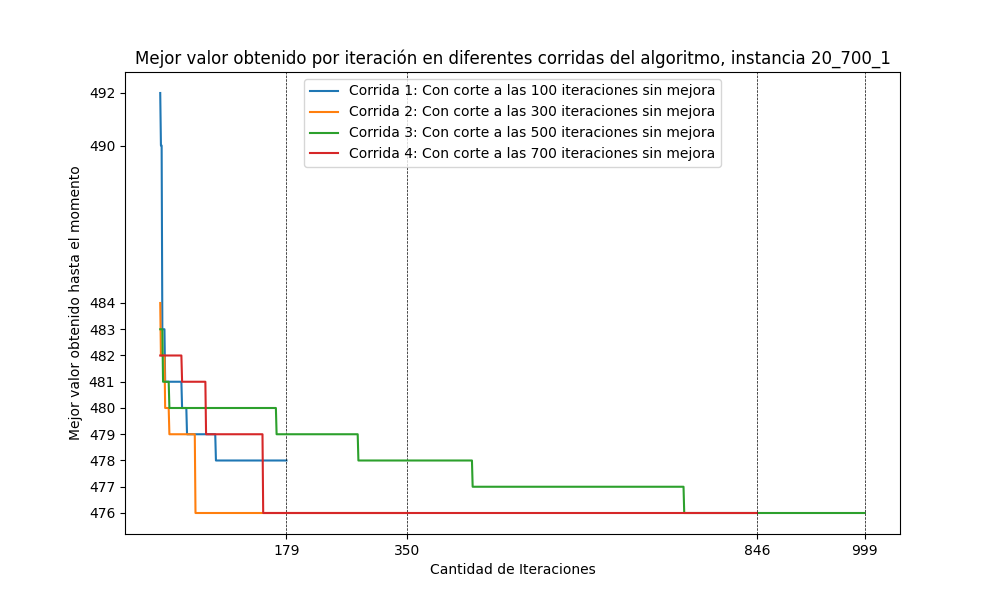 Mejor valor obtenido por iteración en diferentes corridas del algoritmo, instancia 20_700_1
Corrida 1: Con corte a las 100 iteraciones sin mejora
Corrida 2: Con corte a las 300 iteraciones sin mejora
Corrida 3: Con corte a las 500 iteraciones sin mejora
Corrida 4: Con corte a las 700 iteraciones sin mejora
Mejor valor obtenido hasta el momento
492
490
484
483
482
481
480
479
478
477
476
179 350 846 999
Cantidad de Iteraciones